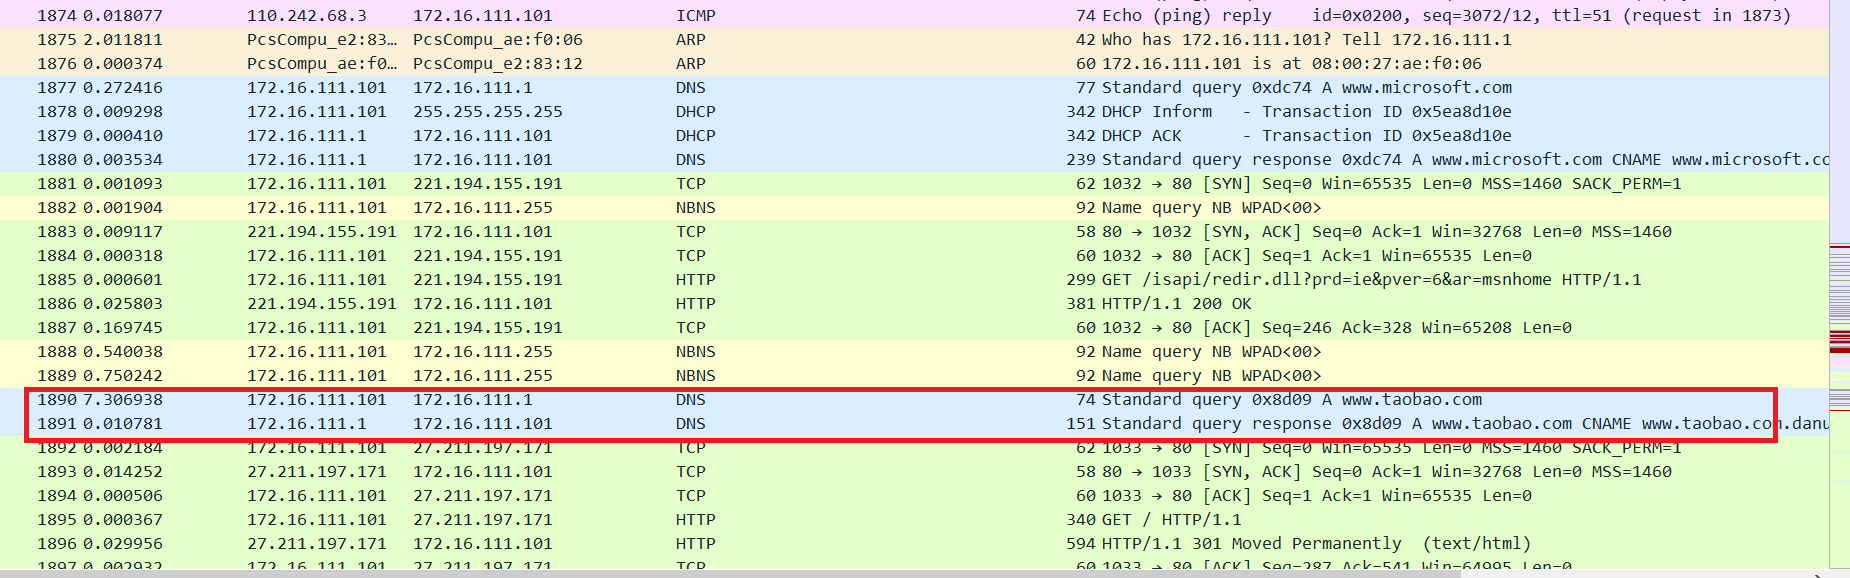 1874 0.018077 110.242.68.3 172.16.111.101 ICMP 74 Echo (ping) reply id=0x0200, seq=3072/12, ttl=51 (request in 1873)
1875 2.011811 PcsCompu_e2:83… PcsCompu_ae:f0:06 ARP 42 Who has 172.16.111.101? Tell 172.16.111.1
1876 0.000374 PcsCompu_ae:f0… PcsCompu_e2:83:12 ARP 60 172.16.111.101 is at 08:00:27:ae:f0:06
1877 0.272416 172.16.111.101 172.16.111.1 DNS 77 Standard query 0xdc74 A www.microsoft.com
1878 0.009298 172.16.111.101 255.255.255.255 DHCP 342 DHCP Inform - Transaction ID 0x5ea8d10e
1879 0.000410 172.16.111.1 172.16.111.101 DHCP 342 DHCP ACK - Transaction ID 0x5ea8d10e
1880 0.003534 172.16.111.1 172.16.111.101 DNS 239 Standard query response 0xdc74 A www.microsoft.com CNAME www.microsoft.co
1881 0.001093 172.16.111.101 221.194.155.191 TCP 62 1032 → 80 [SYN] Seq=0 Win=65535 Len=0 MSS=1460 SACK_PERM=1
1882 0.001904 172.16.111.101 172.16.111.255 NBNS 92 Name query NB WPAD<00>
1883 0.009117 221.194.155.191 172.16.111.101 TCP 58 80 → 1032 [SYN, ACK] Seq=0 Ack=1 Win=32768 Len=0 MSS=1460
1884 0.000318 172.16.111.101 221.194.155.191 TCP 60 1032 → 80 [ACK] Seq=1 Ack=1 Win=65535 Len=0
1885 0.000601 172.16.111.101 221.194.155.191 HTTP 299 GET /isapi/redir.dll?prd=ie&pver=6&ar=msnhome HTTP/1.1
1886 0.025803 221.194.155.191 172.16.111.101 HTTP 381 HTTP/1.1 200 OK
1887 0.169745 172.16.111.101 221.194.155.191 TCP 60 1032 → 80 [ACK] Seq=246 Ack=328 Win=65208 Len=0
1888 0.540038 172.16.111.101 172.16.111.255 NBNS 92 Name query NB WPAD<00>
1889 0.750242 172.16.111.101 172.16.111.255 NBNS 92 Name query NB WPAD<00>
1890 7.306938 172.16.111.101 172.16.111.1 DNS 74 Standard query 0x8d09 A www.taobao.com
1891 0.010781 172.16.111.1 172.16.111.101 DNS 151 Standard query response 0x8d09 A www.taobao.com CNAME www.taobao.com.danu
1892 0.002184 172.16.111.101 27.211.197.171 TCP 62 1033 → 80 [SYN] Seq=0 Win=65535 Len=0 MSS=1460 SACK_PERM=1
1893 0.014252 27.211.197.171 172.16.111.101 TCP 58 80 → 1033 [SYN, ACK] Seq=0 Ack=1 Win=32768 Len=0 MSS=1460
1894 0.000506 172.16.111.101 27.211.197.171 TCP 60 1033 → 80 [ACK] Seq=1 Ack=1 Win=65535 Len=0
1895 0.000367 172.16.111.101 27.211.197.171 HTTP 340 GET / HTTP/1.1
1896 0.029956 27.211.197.171 172.16.111.101 HTTP 594 HTTP/1.1 301 Moved Permanently (text/html)
1897 0.002932 172.16.111.101 27.211.197.171 TCP 60 1033 → 80 [ACK] Seq=287 Ack=541 Win=64995 Len=0